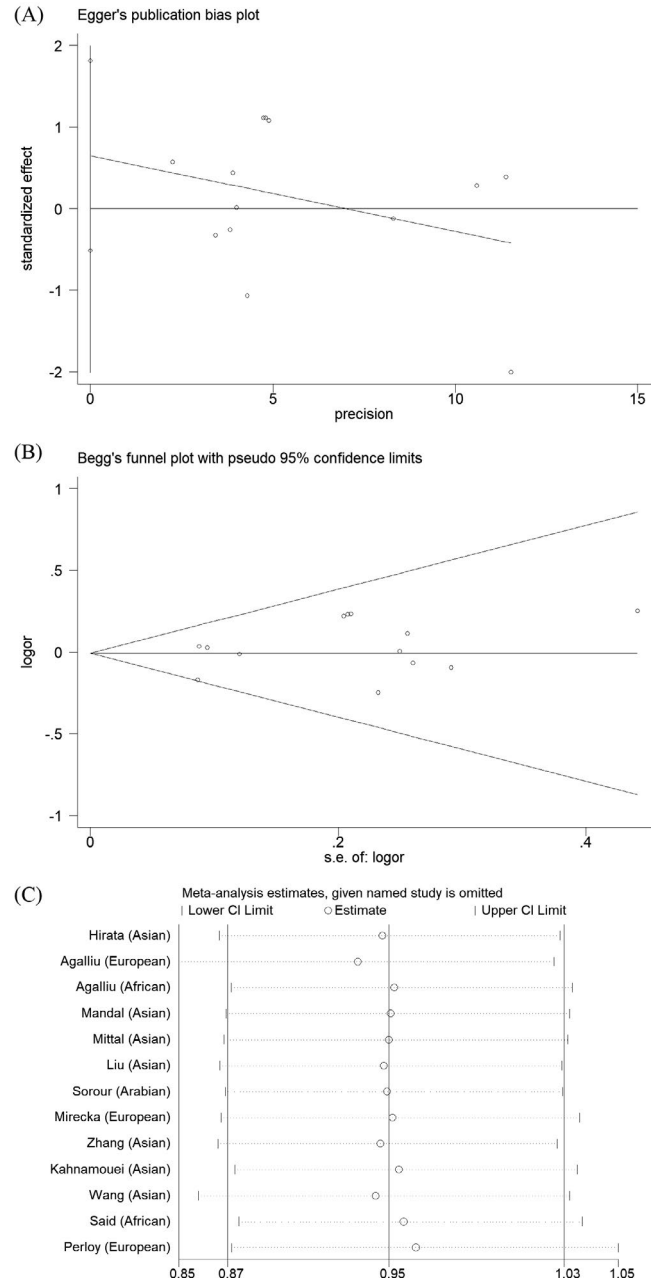 (A)
Egger's publication bias plot
2
1
0
-1
-2
standardized effect
0
5
10
15
precision
(B)
Begg's funnel plot with pseudo 95% confidence limits
1
.5
0
-.5
-1
logor
0
.2
.4
s.e. of: logor
(C)
Meta-analysis estimates, given named study is omitted
Lower CI Limit Estimate Upper CI Limit
Hirata (Asian)
Agalliu (European)
Agalliu (African)
Mandal (Asian)
Mittal (Asian)
Liu (Asian)
Sorour (Arabian)
Mirecka (European)
Zhang (Asian)
Kahnamouei (Asian)
Wang (Asian)
Said (African)
Perloy (European)
0.85 0.87 0.95 1.03 1.05